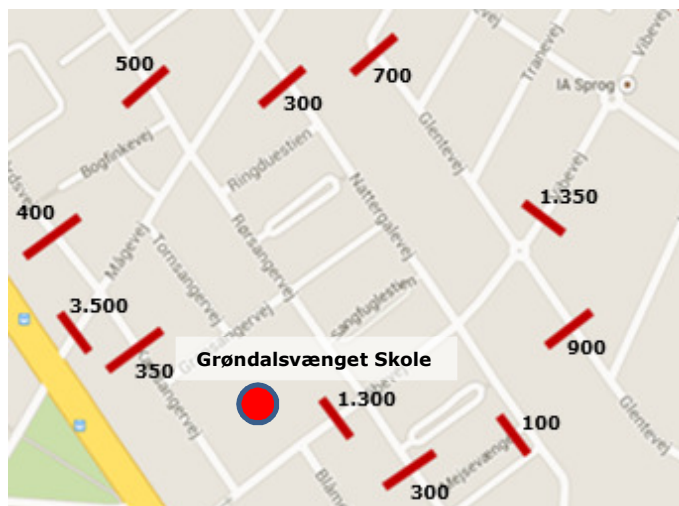 Vibevej
Tranevej
500
700
300
IA Sprog
Glentevej
Bogfinkevej
Ringduestien
Nattergalevej
Vibevej
1.350
400
Rørsangervej
Mågevej
Tornsangervej
3.500
350
900
Grøndalsvænget Skole
1.300
100
Glentevej
Mejsevænget
300